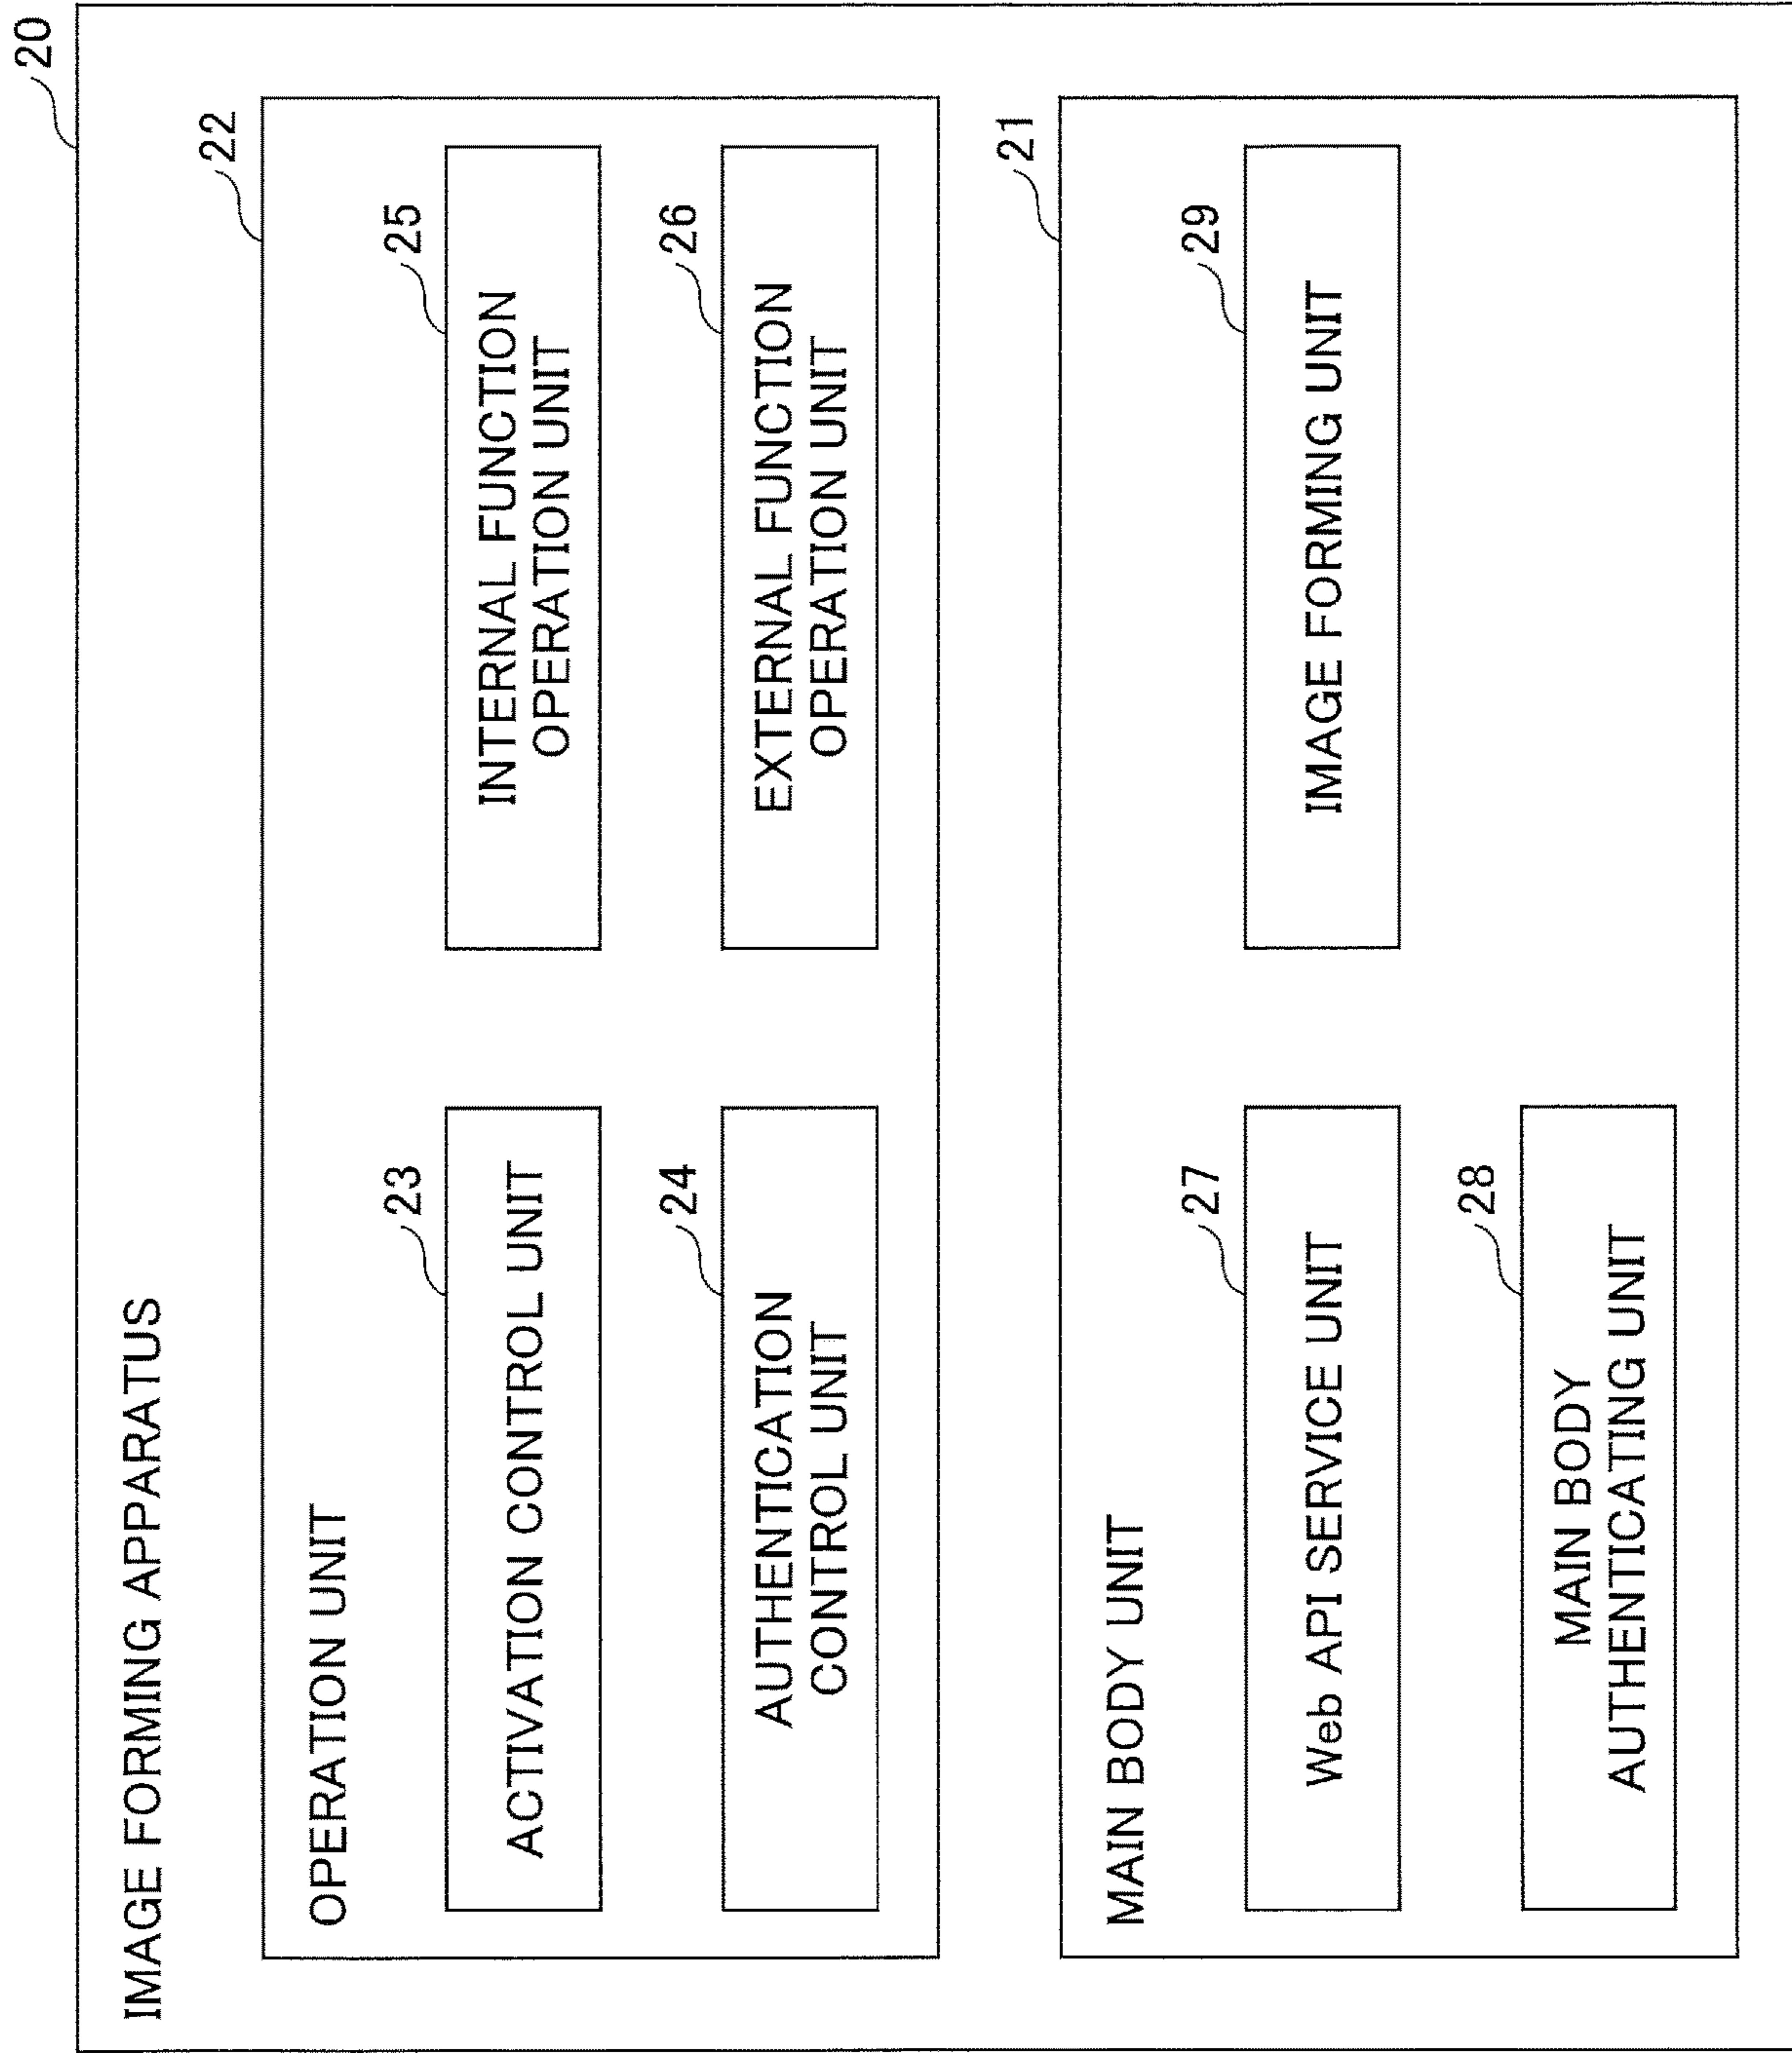 20
IMAGE FORMING APPARATUS
22
OPERATION UNIT
23
ACTIVATION CONTROL UNIT
25
INTERNAL FUNCTION
OPERATION UNIT
24
AUTHENTICATION
CONTROL UNIT
26
EXTERNAL FUNCTION
OPERATION UNIT
21
MAIN BODY UNIT
27
Web API SERVICE UNIT
29
IMAGE FORMING UNIT
28
MAIN BODY
AUTHENTICATING UNIT